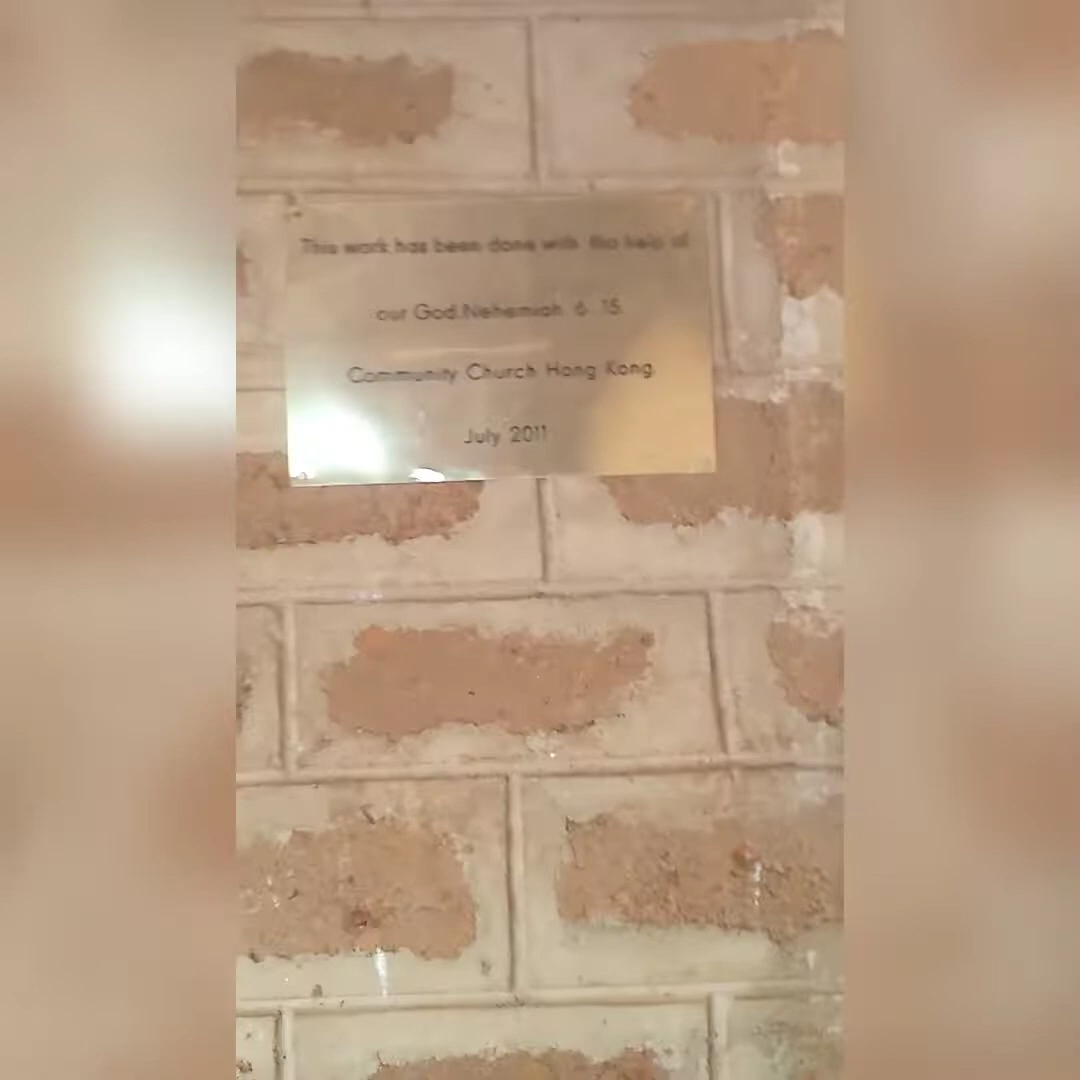 This work has been done with the help of
our God. Nehemiah 6 15
Community Church Hong Kong
July 2011